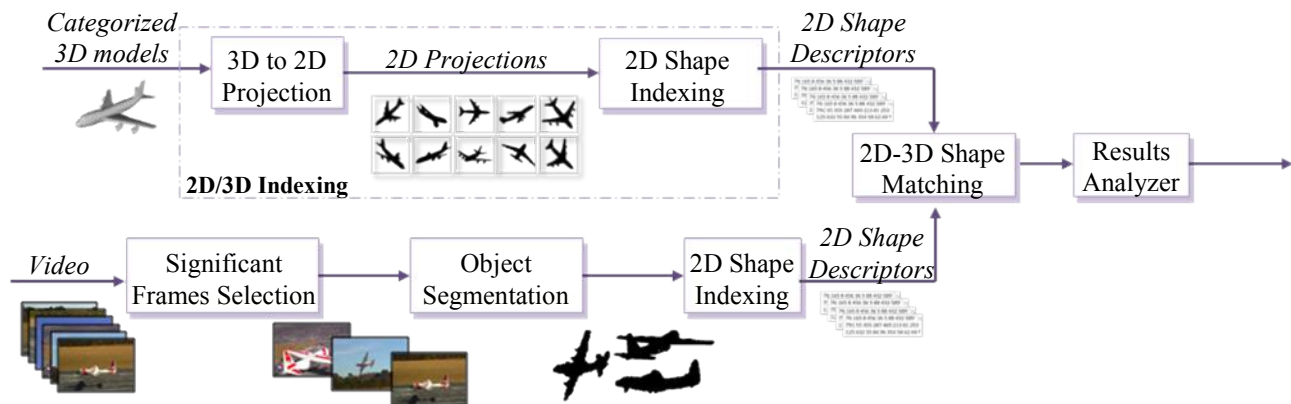 Categorized
3D models
3D to 2D
Projection
2D Projections
2D Shape
Indexing
2D Shape
Descriptors
2D/3D Indexing
2D-3D Shape
Matching
Results
Analyzer
Video
Significant
Frames Selection
Object
Segmentation
2D Shape
Indexing
2D Shape
Descriptors